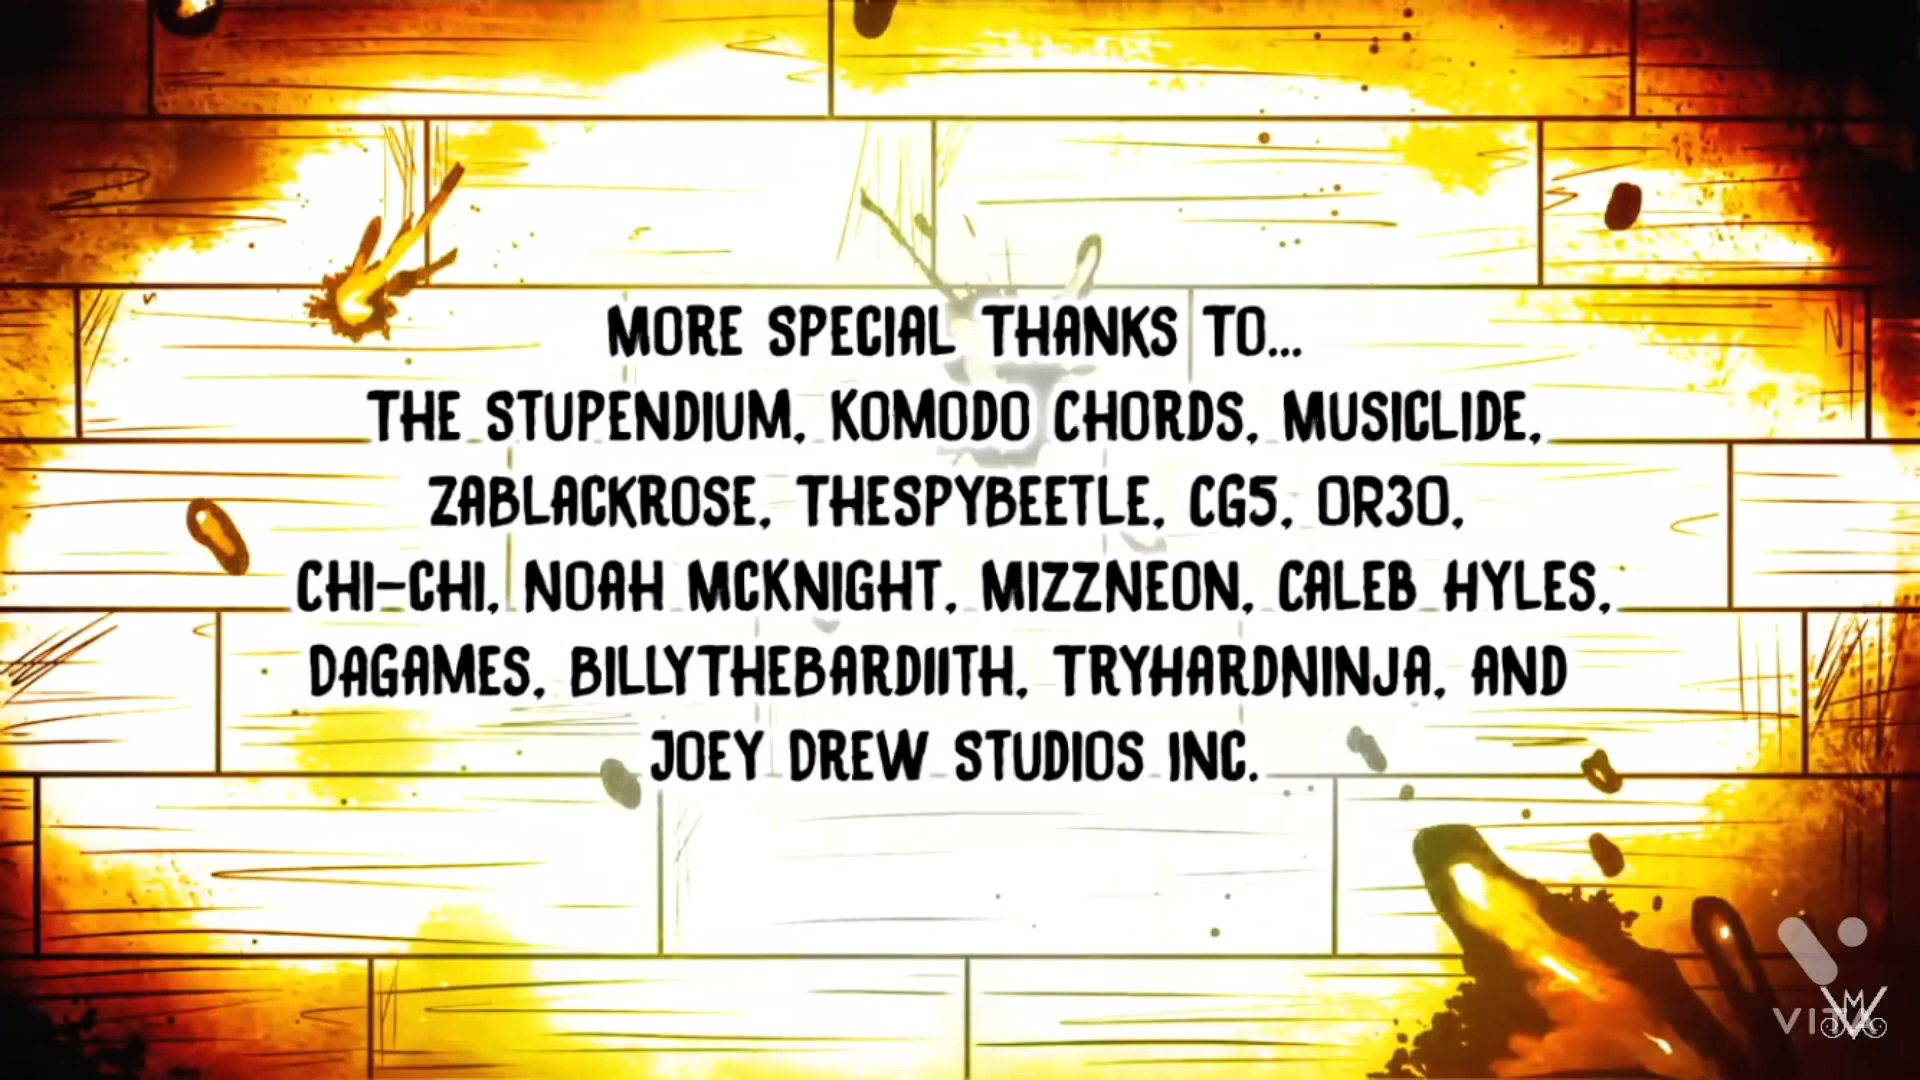 MORE SPECIAL THANKS TO...
THE STUPENDIUM, KOMODO CHORDS, MUSICLIDE,
ZABLACKROSE, THESPYBEETLE, CG5, OR3O,
CHI-CHI, NOAH MCKNIGHT, MIZZNEON, CALEB HYLES,
DAGAMES, BILLYTHEBARDIITH, TRYHARDNINJA, AND
JOEY DREW STUDIOS INC.
VITA